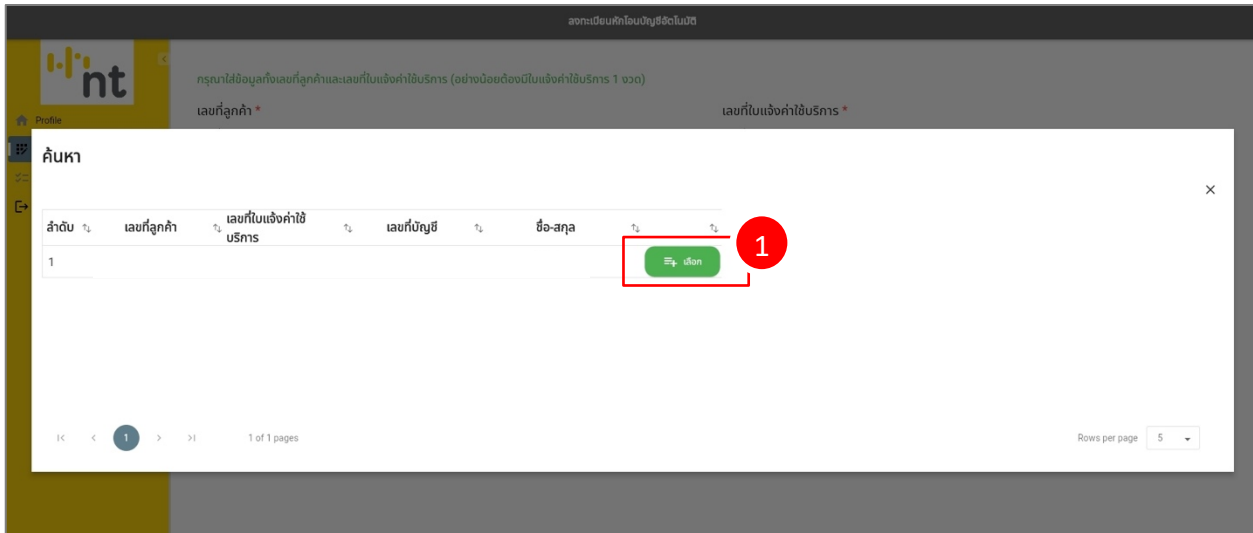 ลงทะเบียนหักโอนบัญชีอัตโนมัติ
nt
กรุณาใส่ข้อมูลทั้งเลขที่ลูกค้าและเลขที่ใบแจ้งค่าใช้บริการ (อย่างน้อยต้องมีใบแจ้งค่าใช้บริการ 1 งวด)
เลขที่ลูกค้า * เลขที่ใบแจ้งค่าใช้บริการ *
Profile
ค้นหา
ลำดับ เลขที่ลูกค้า เลขที่ใบแจ้งค่าใช้ เลขที่บัญชี ชื่อ-สกุล
บริการ
1 เลือก
1
1 1 of 1 pages Rows per page 5